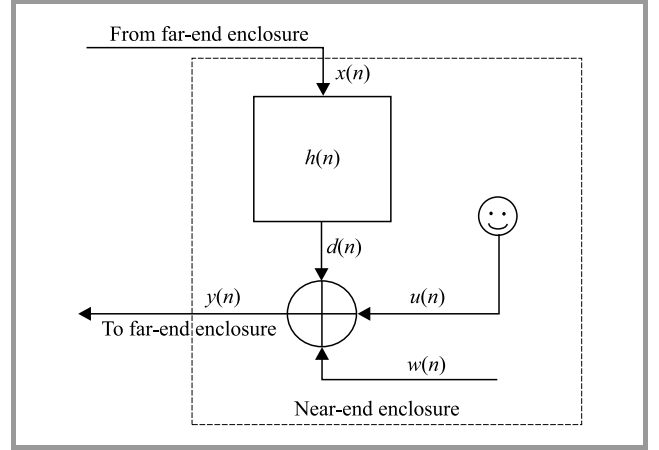 From far-end enclosure
x(n)
h(n)
d(n)
y(n)
u(n)
To far-end enclosure
w(n)
Near-end enclosure